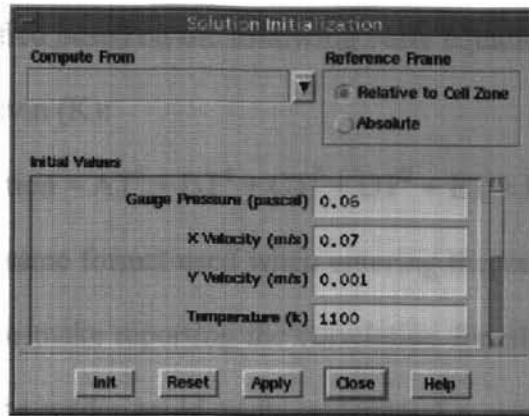 Solution Initialization
Compute From
Reference Frame
Relative to Cell Zone
Absolute
Initial Values
Gauge Pressure (pascal) 0.06
X Velocity (m/s) 0.07
Y Velocity (m/s) 0.001
Temperature (k) 1100
Init Reset Apply Close Help